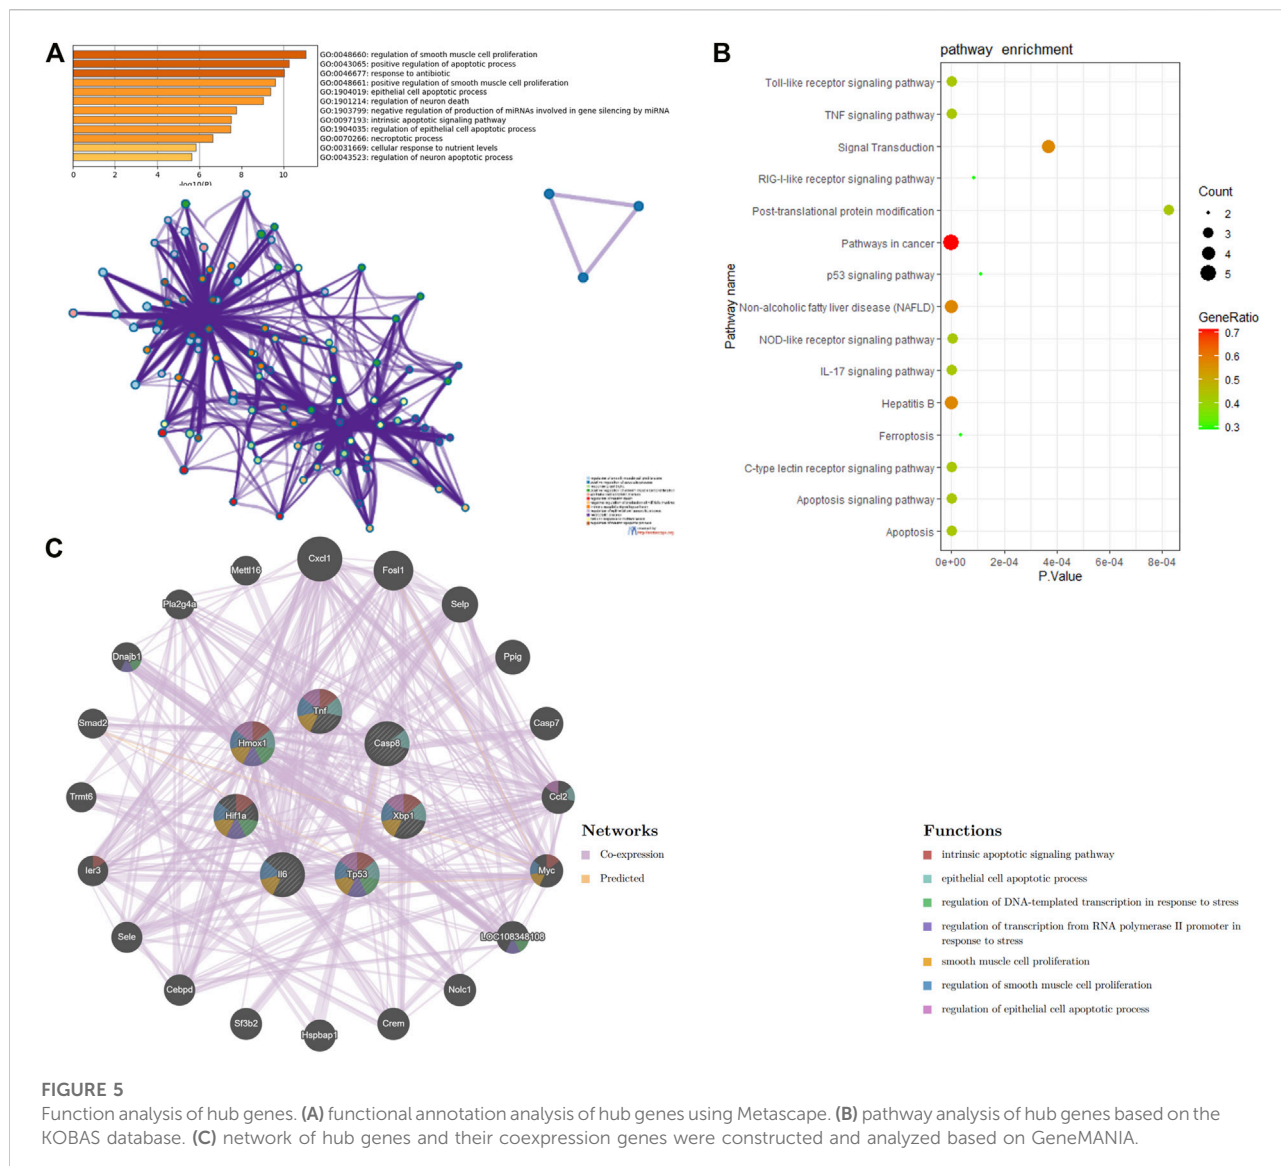 A
GO:0048660: regulation of smooth muscle cell proliferation
GO:0043065: positive regulation of apoptotic process
GO:0046677: response to antibiotic
GO:0048661: positive regulation of smooth muscle cell proliferation
GO:1904019: epithelial cell apoptotic process
GO:1901214: regulation of neuron death
GO:1903799: negative regulation of production of miRNAs involved in gene silencing by miRNA
GO:0097193: intrinsic apoptotic signaling pathway
GO:1904035: regulation of epithelial cell apoptotic process
GO:0070266: necroptotic process
GO:0031669: cellular response to nutrient levels
GO:0043523: regulation of neuron apoptotic process
0 2 4 6 8 10
-log10(P)
B
pathway enrichment
Pathway name
Toll-like receptor signaling pathway
TNF signaling pathway
Signal Transduction
RIG-I-like receptor signaling pathway
Post-translational protein modification
Pathways in cancer
p53 signaling pathway
Non-alcoholic fatty liver disease (NAFLD)
NOD-like receptor signaling pathway
IL-17 signaling pathway
Hepatitis B
Ferroptosis
C-type lectin receptor signaling pathway
Apoptosis signaling pathway
Apoptosis
0e+00 2e-04 4e-04 6e-04 8e-04
P.Value
Count
2
3
4
5
GeneRatio
0.7
0.6
0.5
0.4
0.3
C
Cxcl1
Mettl16
Fosl1
Pla2g4a
Selp
Dnajb1
Ppig
Smad2
Tnf
Casp7
Hmox1
Casp8
Trmt6
Ccl2
Hif1a
Xbp1
Ier3
Il6
Tp53
Myc
Sele
LOC108348108
Cebpd
Nolc1
Sf3b2
Crem
Hspbap1
Networks
Co-expression
Predicted
Functions
intrinsic apoptotic signaling pathway
epithelial cell apoptotic process
regulation of DNA-templated transcription in response to stress
regulation of transcription from RNA polymerase II promoter in
response to stress
smooth muscle cell proliferation
regulation of smooth muscle cell proliferation
regulation of epithelial cell apoptotic process
FIGURE 5
Function analysis of hub genes. (A) functional annotation analysis of hub genes using Metascape. (B) pathway analysis of hub genes based on the
KOBAS database. (C) network of hub genes and their coexpression genes were constructed and analyzed based on GeneMANIA.